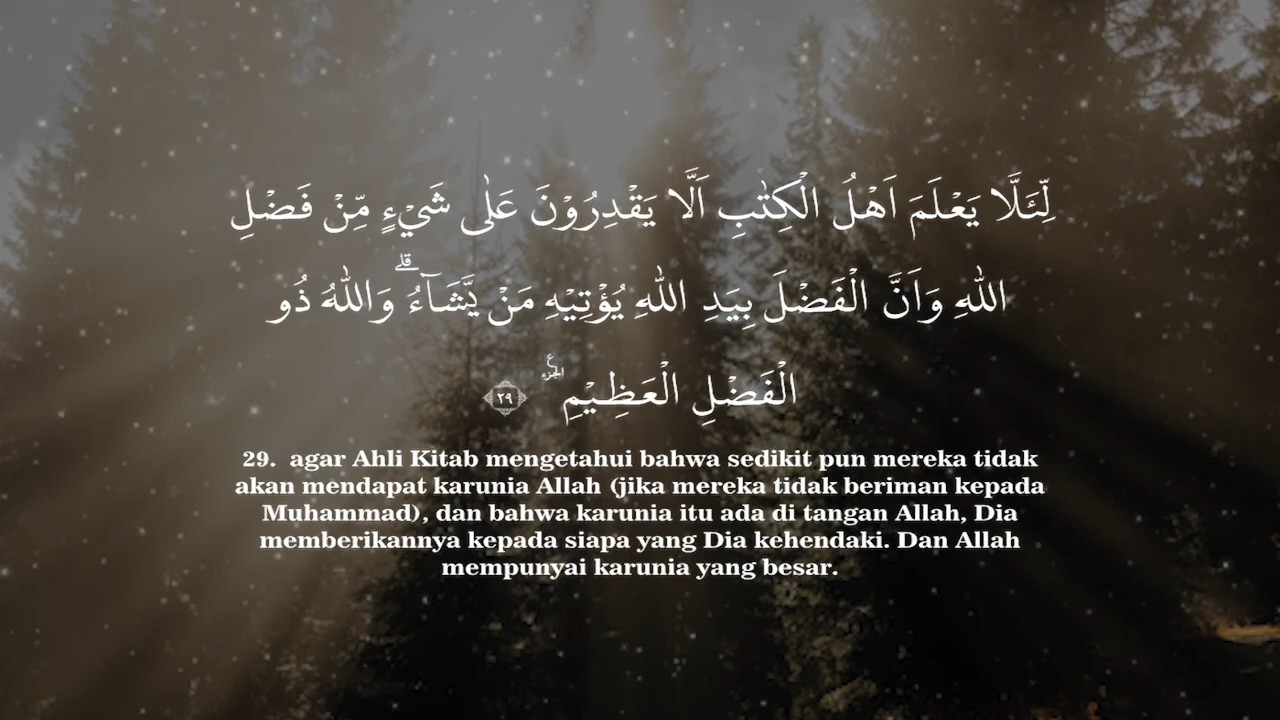 لِّئَلَّا يَعْلَمَ اَهْلُ الْكِتٰبِ اَلَّا يَقْدِرُوْنَ عَلٰى شَيْءٍ مِّنْ فَضْلِ
اللّٰهِ وَاَنَّ الْفَضْلَ بِيَدِ اللّٰهِ يُؤْتِيْهِ مَنْ يَّشَاۤءُ ۗوَاللّٰهُ ذُو
الْفَضْلِ الْعَظِيْمِ ࣖ ۔ ٢٩
29. agar Ahli Kitab mengetahui bahwa sedikit pun mereka tidak
akan mendapat karunia Allah (jika mereka tidak beriman kepada
Muhammad), dan bahwa karunia itu ada di tangan Allah, Dia
memberikannya kepada siapa yang Dia kehendaki. Dan Allah
mempunyai karunia yang besar.